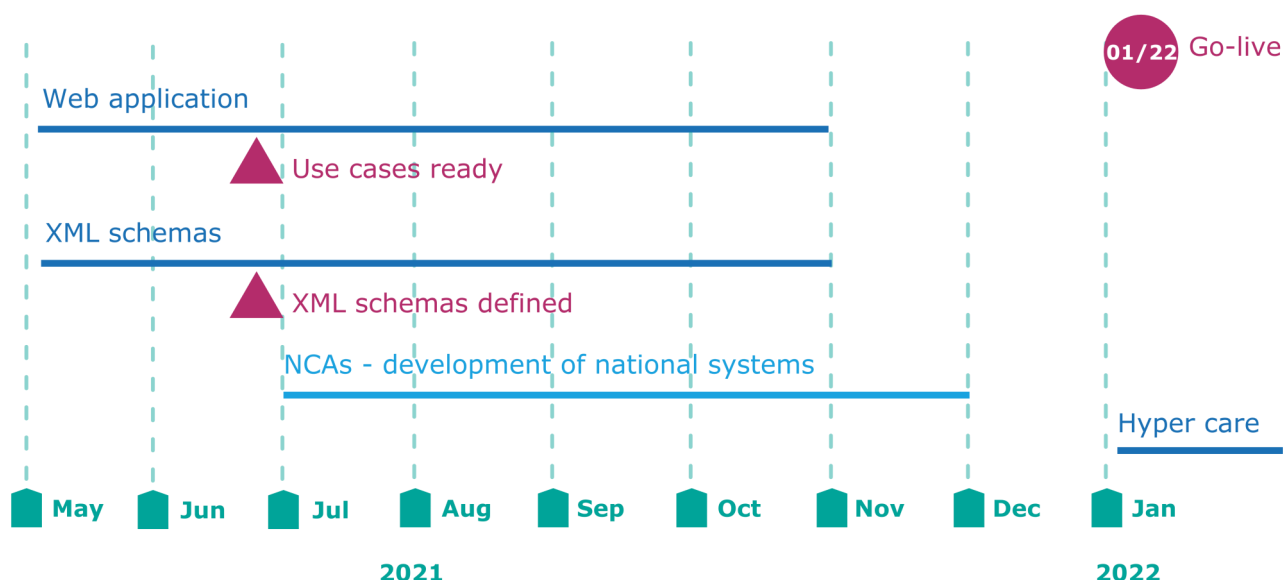 01/22 Go-live
Web application
Use cases ready
XML schemas
XML schemas defined
NCAs - development of national systems
Hyper care
May Jun Jul Aug Sep Oct Nov Dec Jan
2021 2022